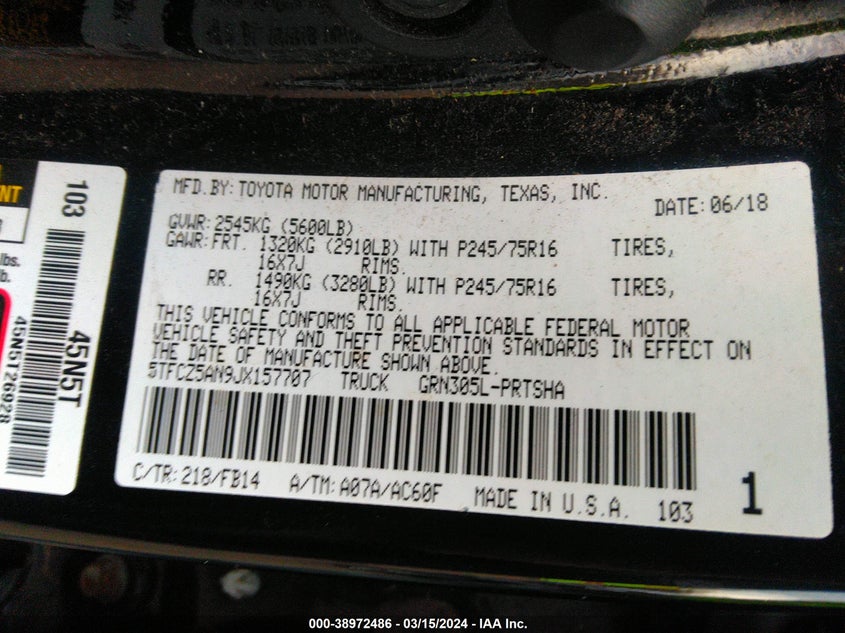 MFD.BY:TOYOTA MOTOR MANUFACTURING, TEXAS, INC.
DATE:06/18
GVWR:2545KG (5600LB)
GAWR:FRT. 1320KG (2910LB) WITH P245/75R16 TIRES,
16X7J RIMS.
RR. 1490KG (3280LB) WITH P245/75R16 TIRES,
16X7J RIMS.
THIS VEHICLE CONFORMS TO ALL APPLICABLE FEDERAL MOTOR
VEHICLE SAFETY AND THEFT PREVENTION STANDARDS IN EFFECT ON
THE DATE OF MANUFACTURE SHOWN ABOVE.
5TFCZ5AN9JX157707 TRUCK GRN305L-PRTSHA
C/TR:218/FB14 A/TM:A07A/AC60F MADE IN U.S.A. 103
1
103
45N5T
45N5T26928
lbs.
lb.
000-38972486 - 03/15/2024 - IAA Inc.